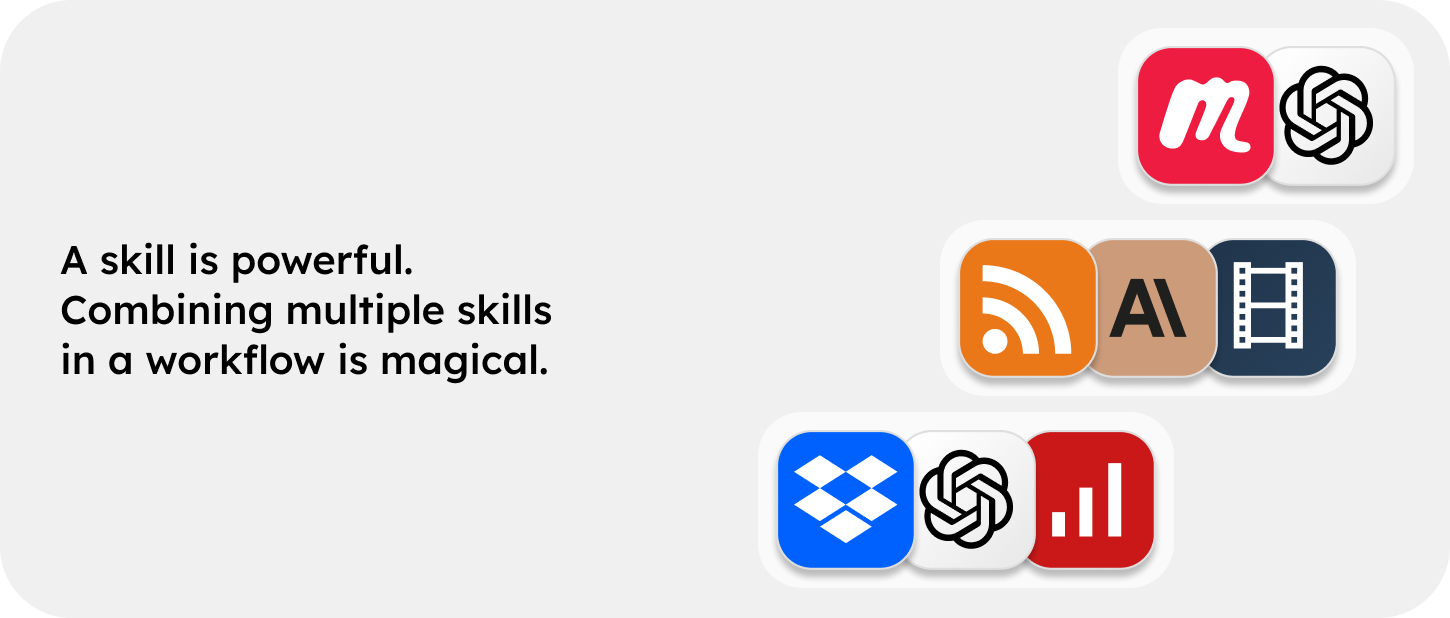 A skill is powerful.
Combining multiple skills
in a workflow is magical.
m
A\